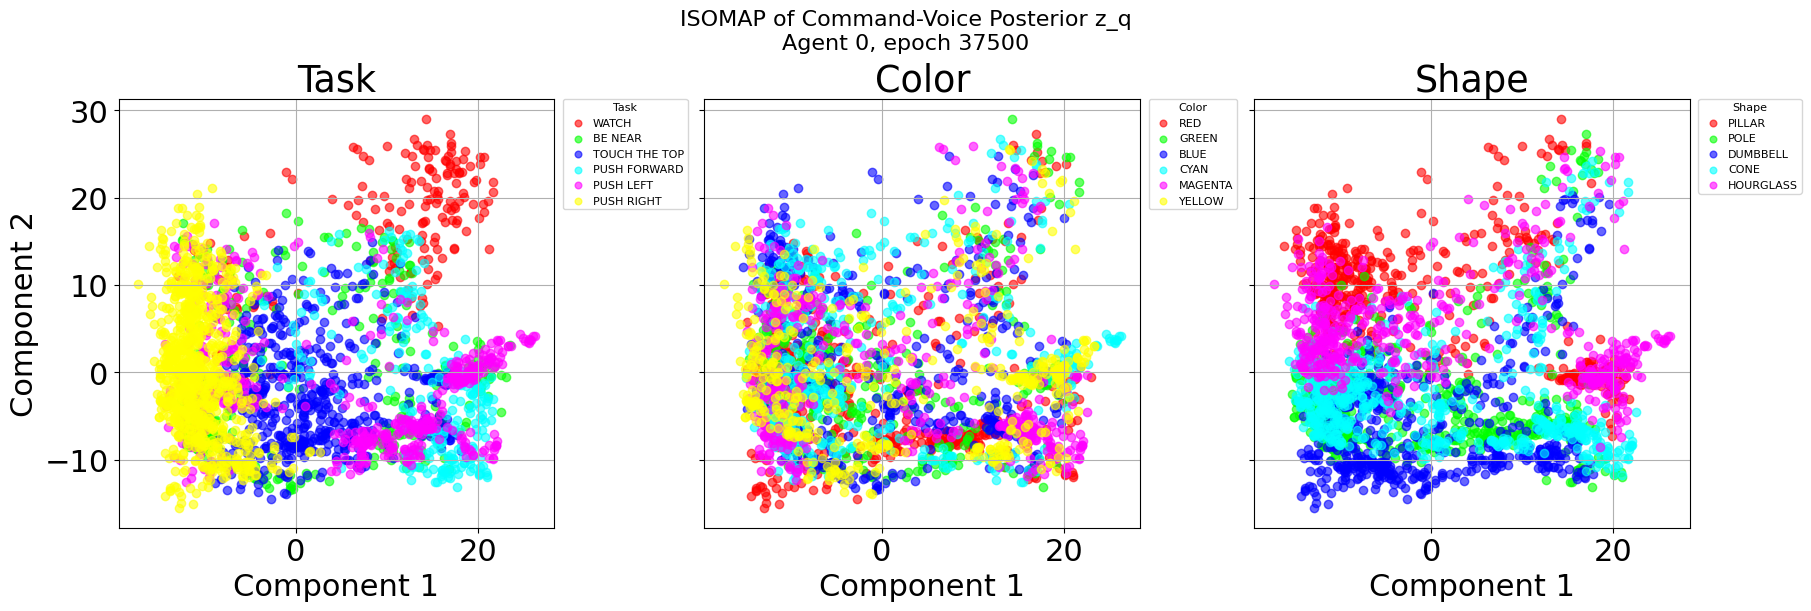 ISOMAP of Command-Voice Posterior z_q
Agent 0, epoch 37500
Task
Color
Shape
Component 2
30
20
10
0
−10
0
20
Component 1
0
20
Component 1
0
20
Component 1
Task
WATCH
BE NEAR
TOUCH THE TOP
PUSH FORWARD
PUSH LEFT
PUSH RIGHT
Color
RED
GREEN
BLUE
CYAN
MAGENTA
YELLOW
Shape
PILLAR
POLE
DUMBBELL
CONE
HOURGLASS